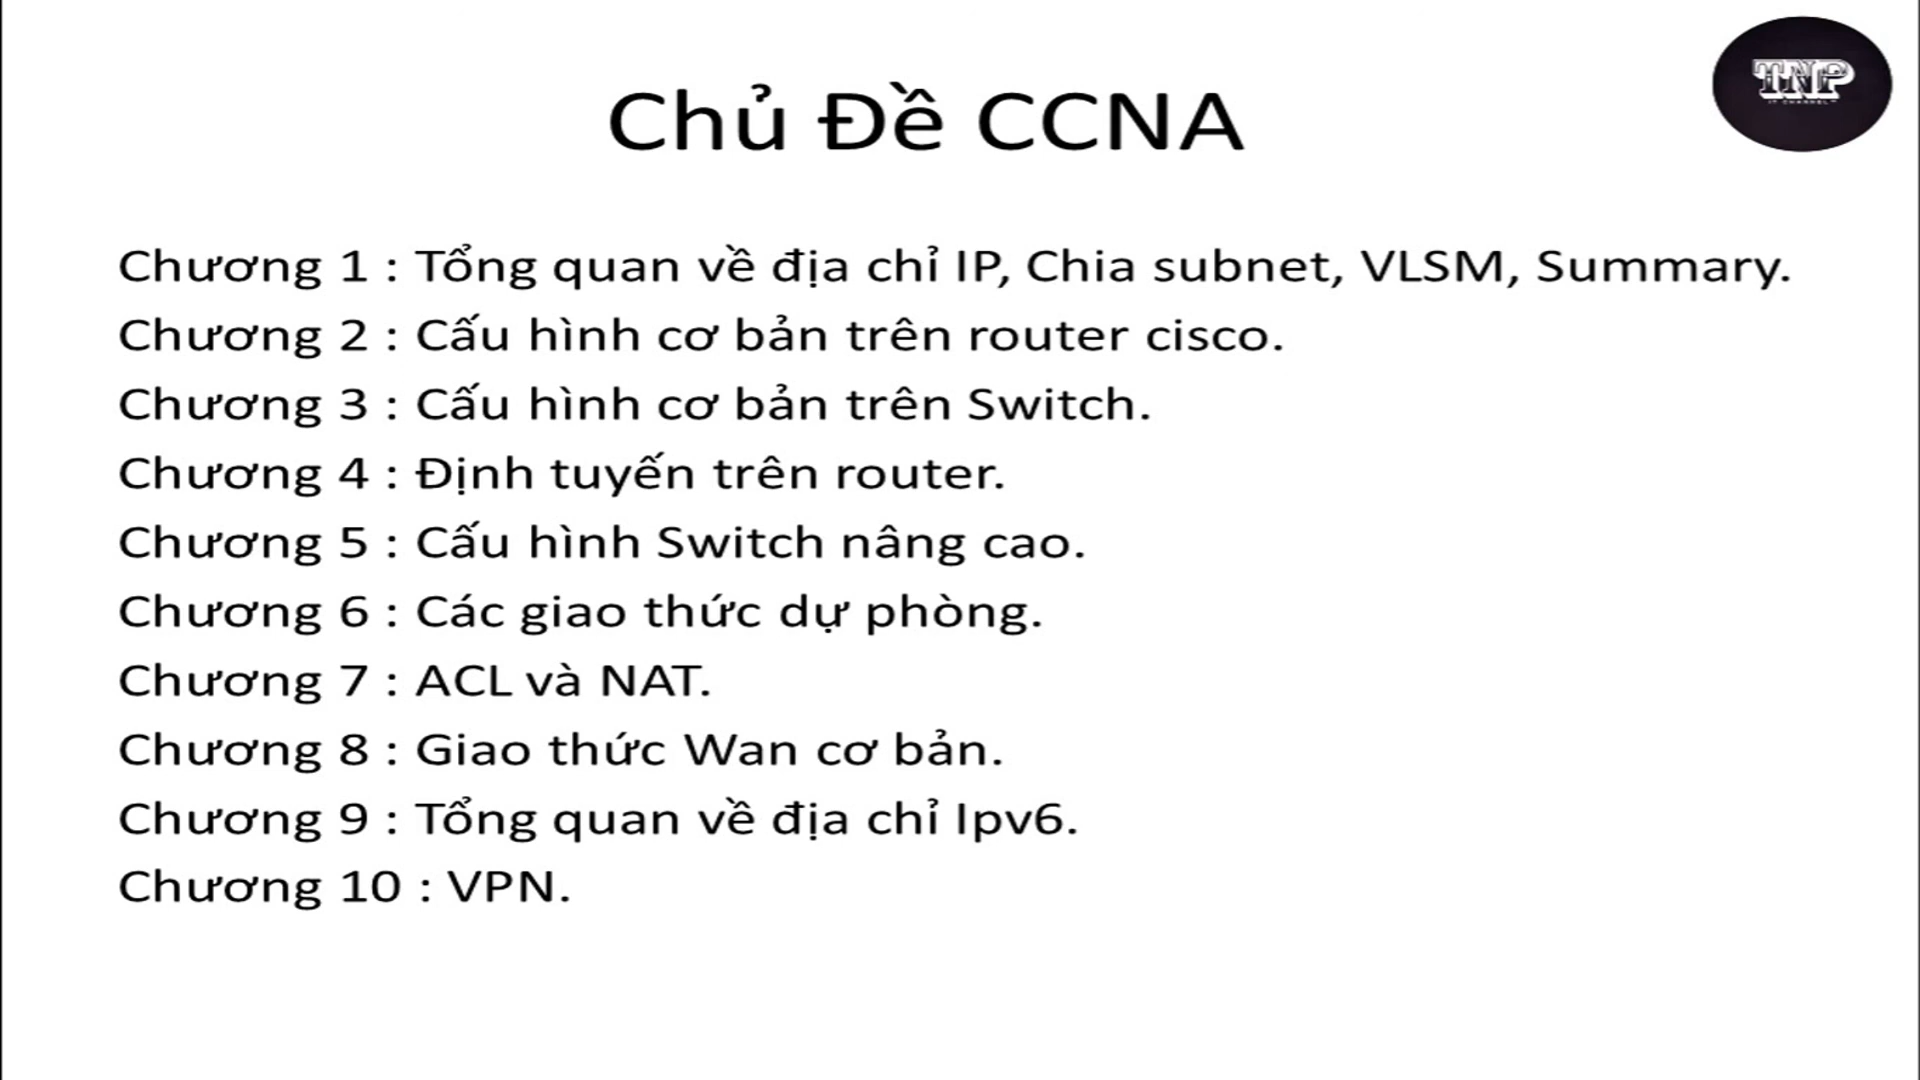 TNP
IT CHANNEL
Chủ Đề CCNA
Chương 1 : Tổng quan về địa chỉ IP, Chia subnet, VLSM, Summary.
Chương 2 : Cấu hình cơ bản trên router cisco.
Chương 3 : Cấu hình cơ bản trên Switch.
Chương 4 : Định tuyến trên router.
Chương 5 : Cấu hình Switch nâng cao.
Chương 6 : Các giao thức dự phòng.
Chương 7 : ACL và NAT.
Chương 8 : Giao thức Wan cơ bản.
Chương 9 : Tổng quan về địa chỉ Ipv6.
Chương 10 : VPN.